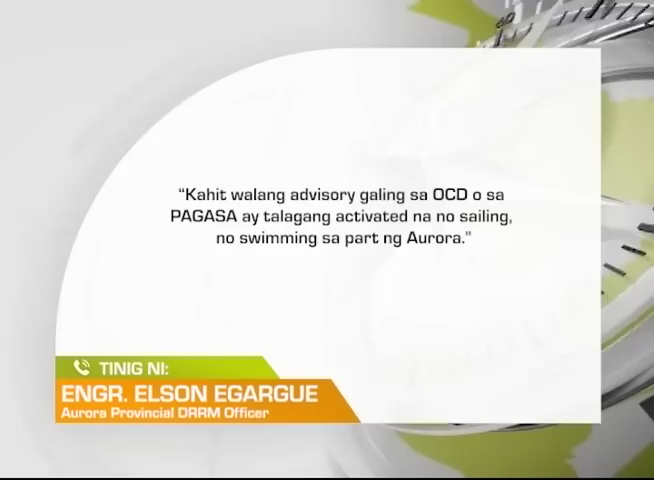 “Kahit walang advisory galing sa OCD o sa
PAGASA ay talagang activated na no sailing,
no swimming sa part ng Aurora.”
TINIG NI:
ENGR. ELSON EGARGUE
Aurora Provincial DRRM Officer